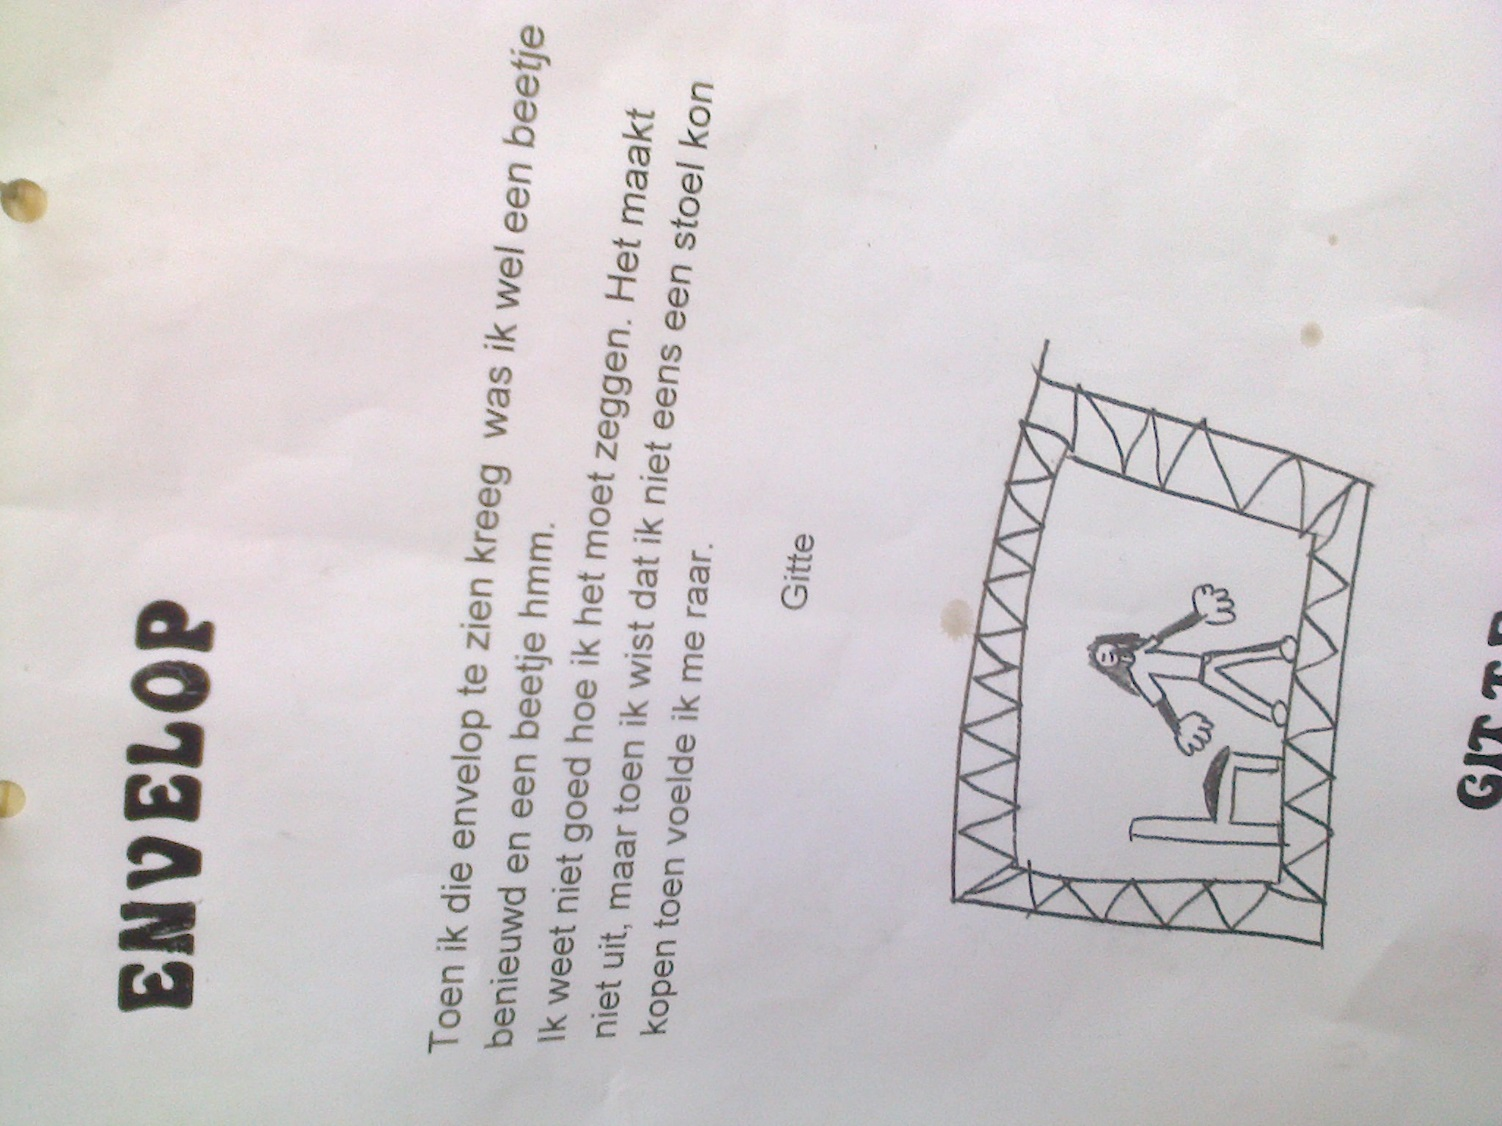 ENVELOP
Toen ik die envelop te zien kreeg was ik wel een beetje
benieuwd en een beetje hmm.
Ik weet niet goed hoe ik het moet zeggen. Het maakt
niet uit, maar toen ik wist dat ik niet eens een stoel kon
kopen toen voelde ik me raar.
Gitte